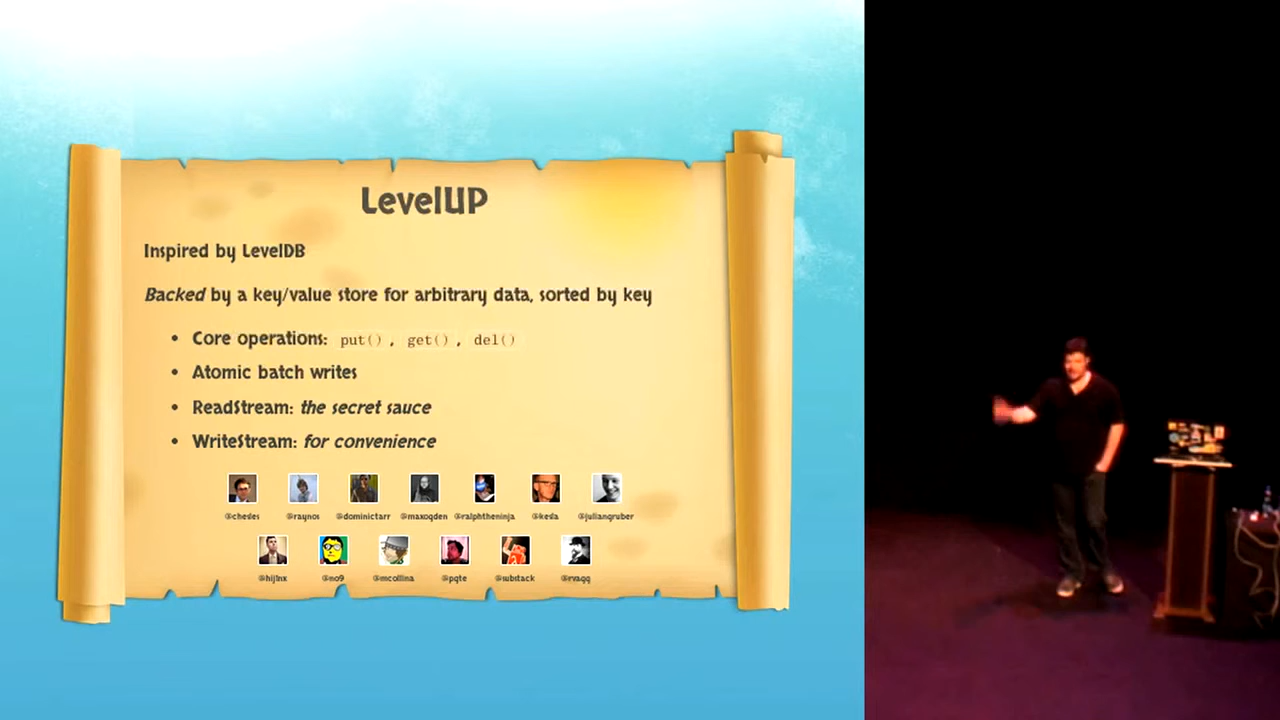 LevelUP
Inspired by LevelDB
Backed by a key/value store for arbitrary data, sorted by key
• Core operations: put(), get(), del()
• Atomic batch writes
• ReadStream: the secret sauce
• WriteStream: for convenience
@chesles @raynos @dominictarr @maxogden @ralphtheninja @kesla @juliangruber
@hij1nx @no9 @mcollina @pgte @substack @rvagg